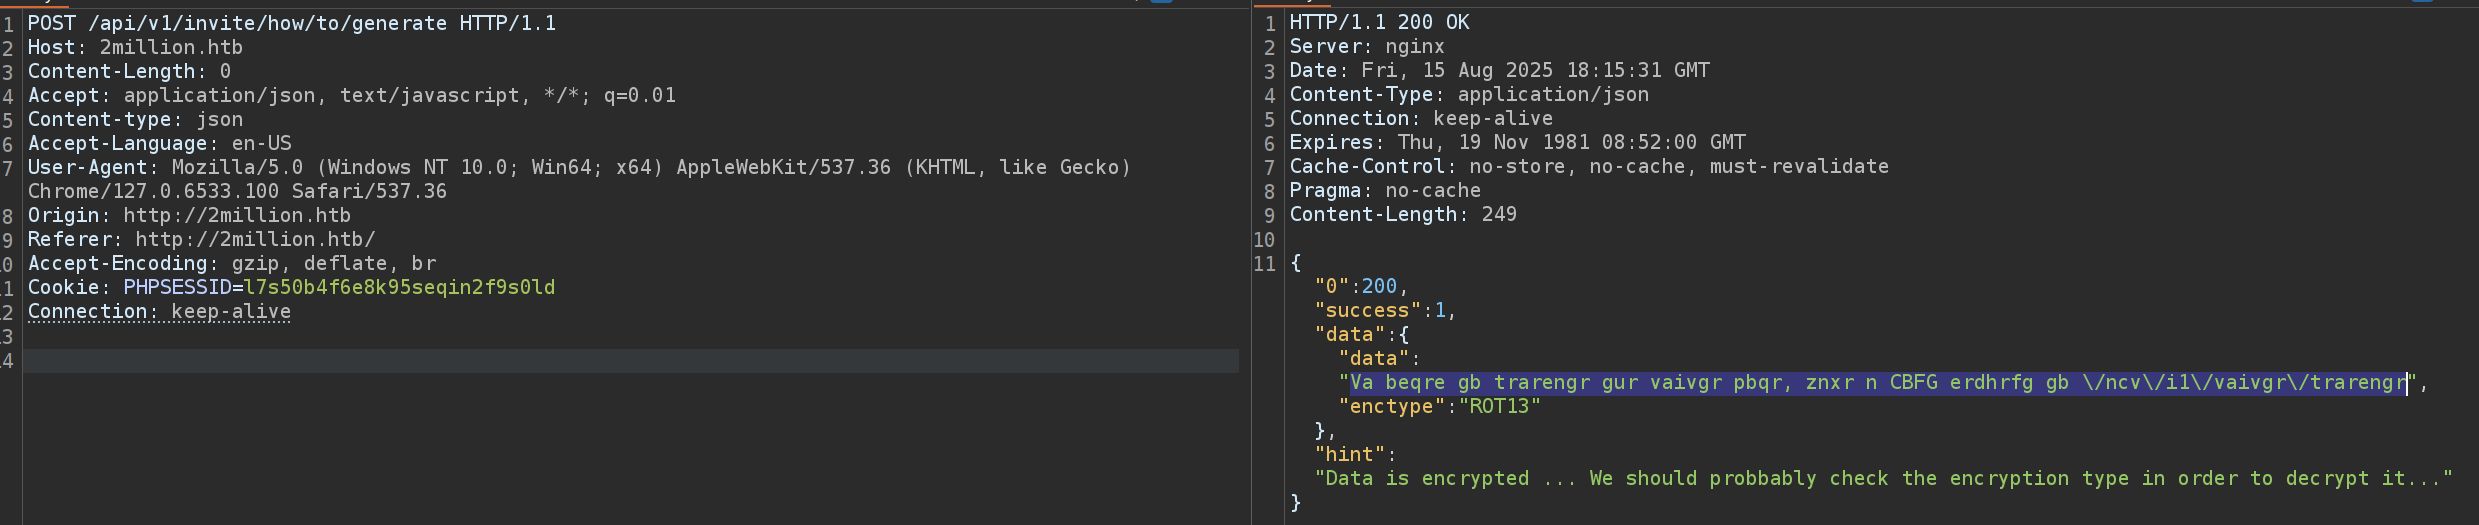 1 POST /api/v1/invite/how/to/generate HTTP/1.1
2 Host: 2million.htb
3 Content-Length: 0
4 Accept: application/json, text/javascript, */*; q=0.01
5 Content-type: json
6 Accept-Language: en-US
7 User-Agent: Mozilla/5.0 (Windows NT 10.0; Win64; x64) AppleWebKit/537.36 (KHTML, like Gecko)
Chrome/127.0.6533.100 Safari/537.36
8 Origin: http://2million.htb
9 Referer: http://2million.htb/
0 Accept-Encoding: gzip, deflate, br
1 Cookie: PHPSESSID=l7s50b4f6e8k95seqin2f9s0ld
2 Connection: keep-alive
3
4
1 HTTP/1.1 200 OK
2 Server: nginx
3 Date: Fri, 15 Aug 2025 18:15:31 GMT
4 Content-Type: application/json
5 Connection: keep-alive
6 Expires: Thu, 19 Nov 1981 08:52:00 GMT
7 Cache-Control: no-store, no-cache, must-revalidate
8 Pragma: no-cache
9 Content-Length: 249
10
11 {
"0":200,
"success":1,
"data":{
"data":
"Va beqre gb trarengr gur vaivgr pbqr, znxr n CBFG erdhrfg gb \/ncv\/i1\/vaivgr\/trarengr",
"enctype":"ROT13"
},
"hint":
"Data is encrypted ... We should probbably check the encryption type in order to decrypt it..."
}